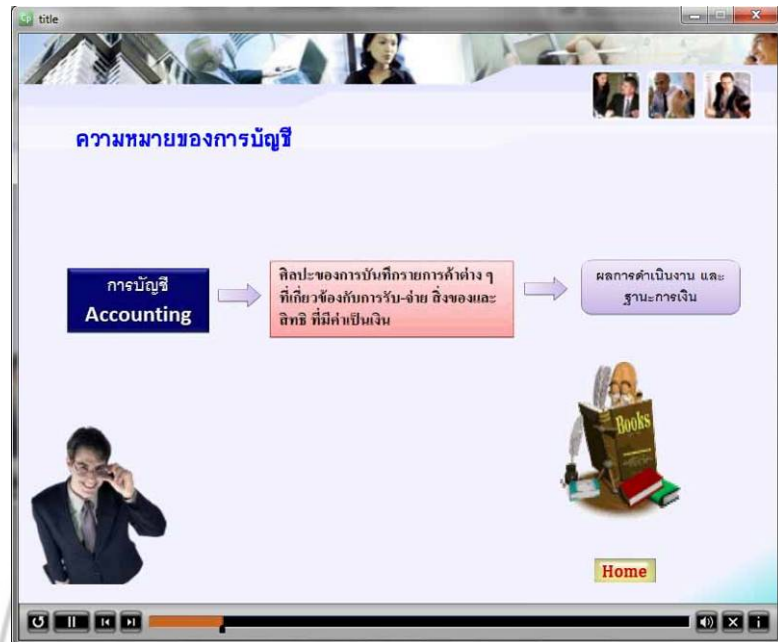 Cp title
ความหมายของการบัญชี
การบัญชี
Accounting
ศิลปะของการบันทึกรายการค้าต่าง ๆ
ที่เกี่ยวข้องกับการรับ-จ่าย สิ่งของและ
สิทธิ ที่มีค่าเป็นเงิน
ผลการดำเนินงาน และ
ฐานะการเงิน
Books
Home